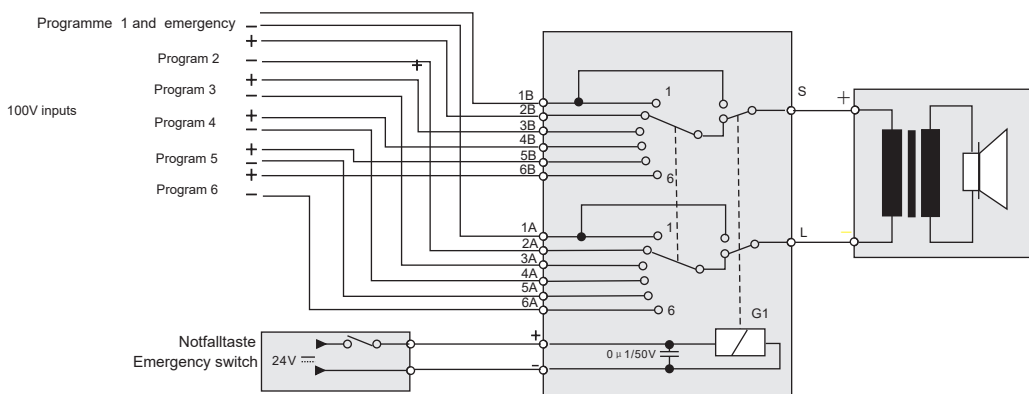 Programme 1 and emergency
−
+
Program 2
−
+
+
Program 3
−
100V inputs
+
Program 4
−
+
Program 5
−
+
Program 6
−
1B
2B
3B
4B
5B
6B
1
6
1A
2A
3A
4A
5A
6A
1
6
S
+
L
−
G1
Notfalltaste
Emergency switch
24V
+
−
0 µ 1/50V